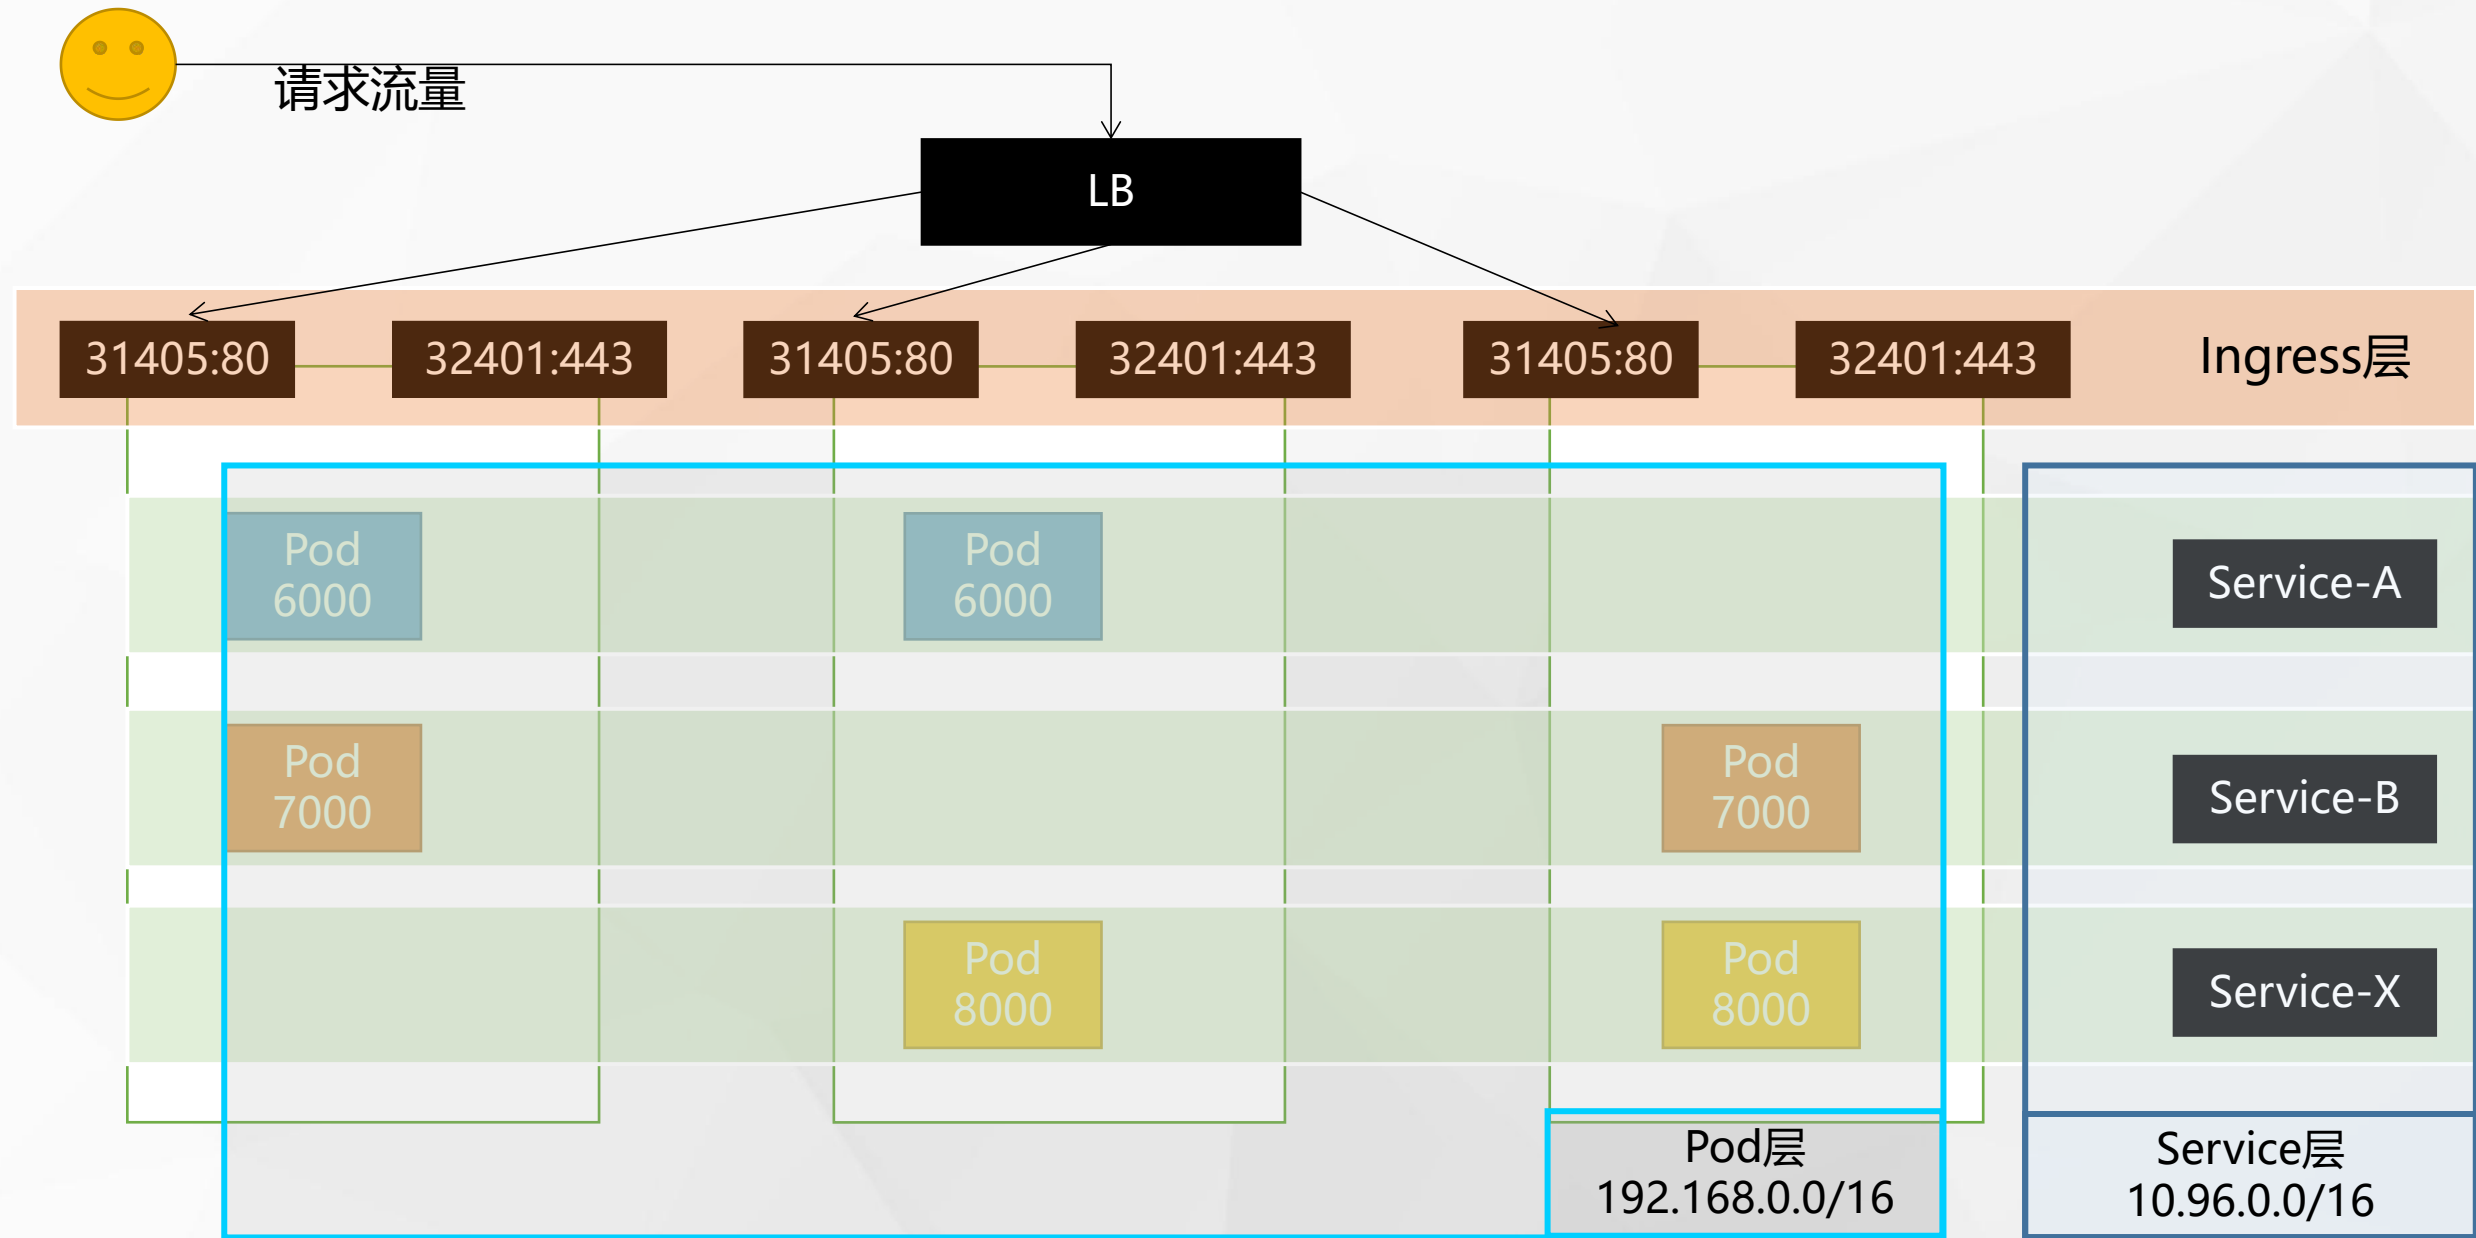 请求流量
LB
31405:80
32401:443
31405:80
32401:443
31405:80
32401:443
Ingress层
Pod
6000
Pod
6000
Service-A
Pod
7000
Pod
7000
Service-B
Pod
8000
Pod
8000
Service-X
Pod层
192.168.0.0/16
Service层
10.96.0.0/16